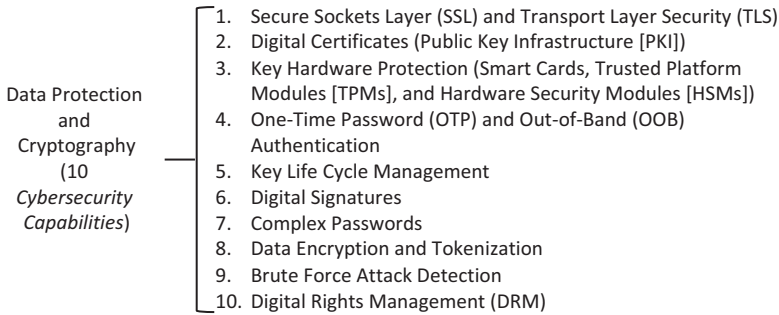 Data Protection
and
Cryptography
(10
Cybersecurity
Capabilities)
1. Secure Sockets Layer (SSL) and Transport Layer Security (TLS)
2. Digital Certificates (Public Key Infrastructure [PKI])
3. Key Hardware Protection (Smart Cards, Trusted Platform
Modules [TPMs], and Hardware Security Modules [HSMs])
4. One-Time Password (OTP) and Out-of-Band (OOB)
Authentication
5. Key Life Cycle Management
6. Digital Signatures
7. Complex Passwords
8. Data Encryption and Tokenization
9. Brute Force Attack Detection
10. Digital Rights Management (DRM)